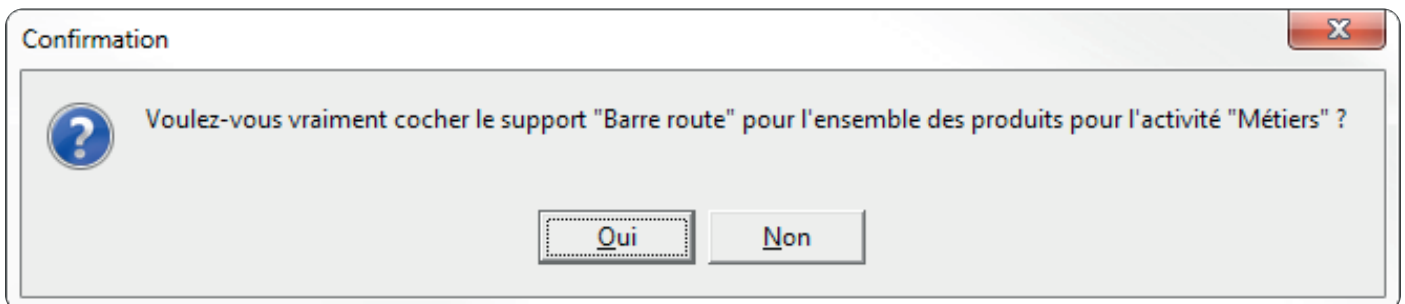 Confirmation
Voulez-vous vraiment cocher le support "Barre route" pour l'ensemble des produits pour l'activité "Métiers" ?
Oui
Non